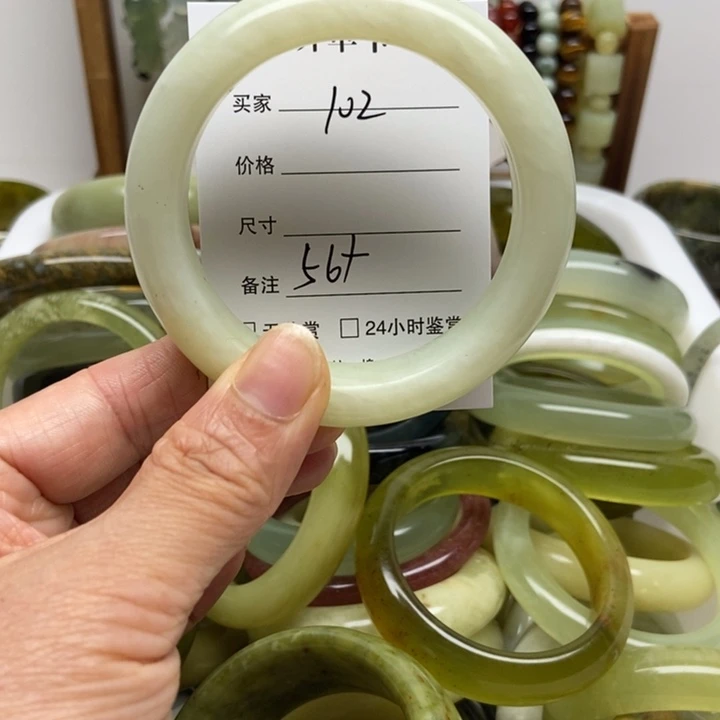 买家 102
价格
尺寸
备注 56+
24小时鉴赏